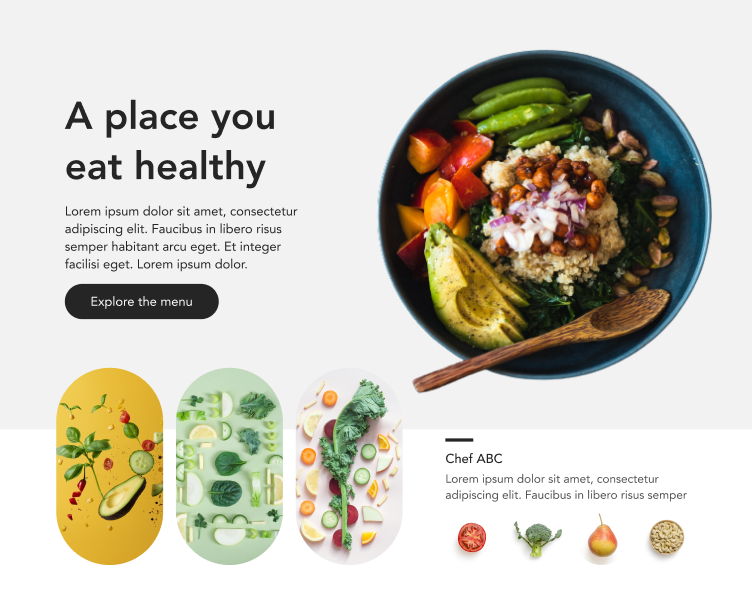 A place you
eat healthy
Lorem ipsum dolor sit amet, consectetur
adipiscing elit. Faucibus in libero risus
semper habitant arcu eget. Et integer
facilisi eget. Lorem ipsum dolor.
Explore the menu
Chef ABC
Lorem ipsum dolor sit amet, consectetur
adipiscing elit. Faucibus in libero risus semper